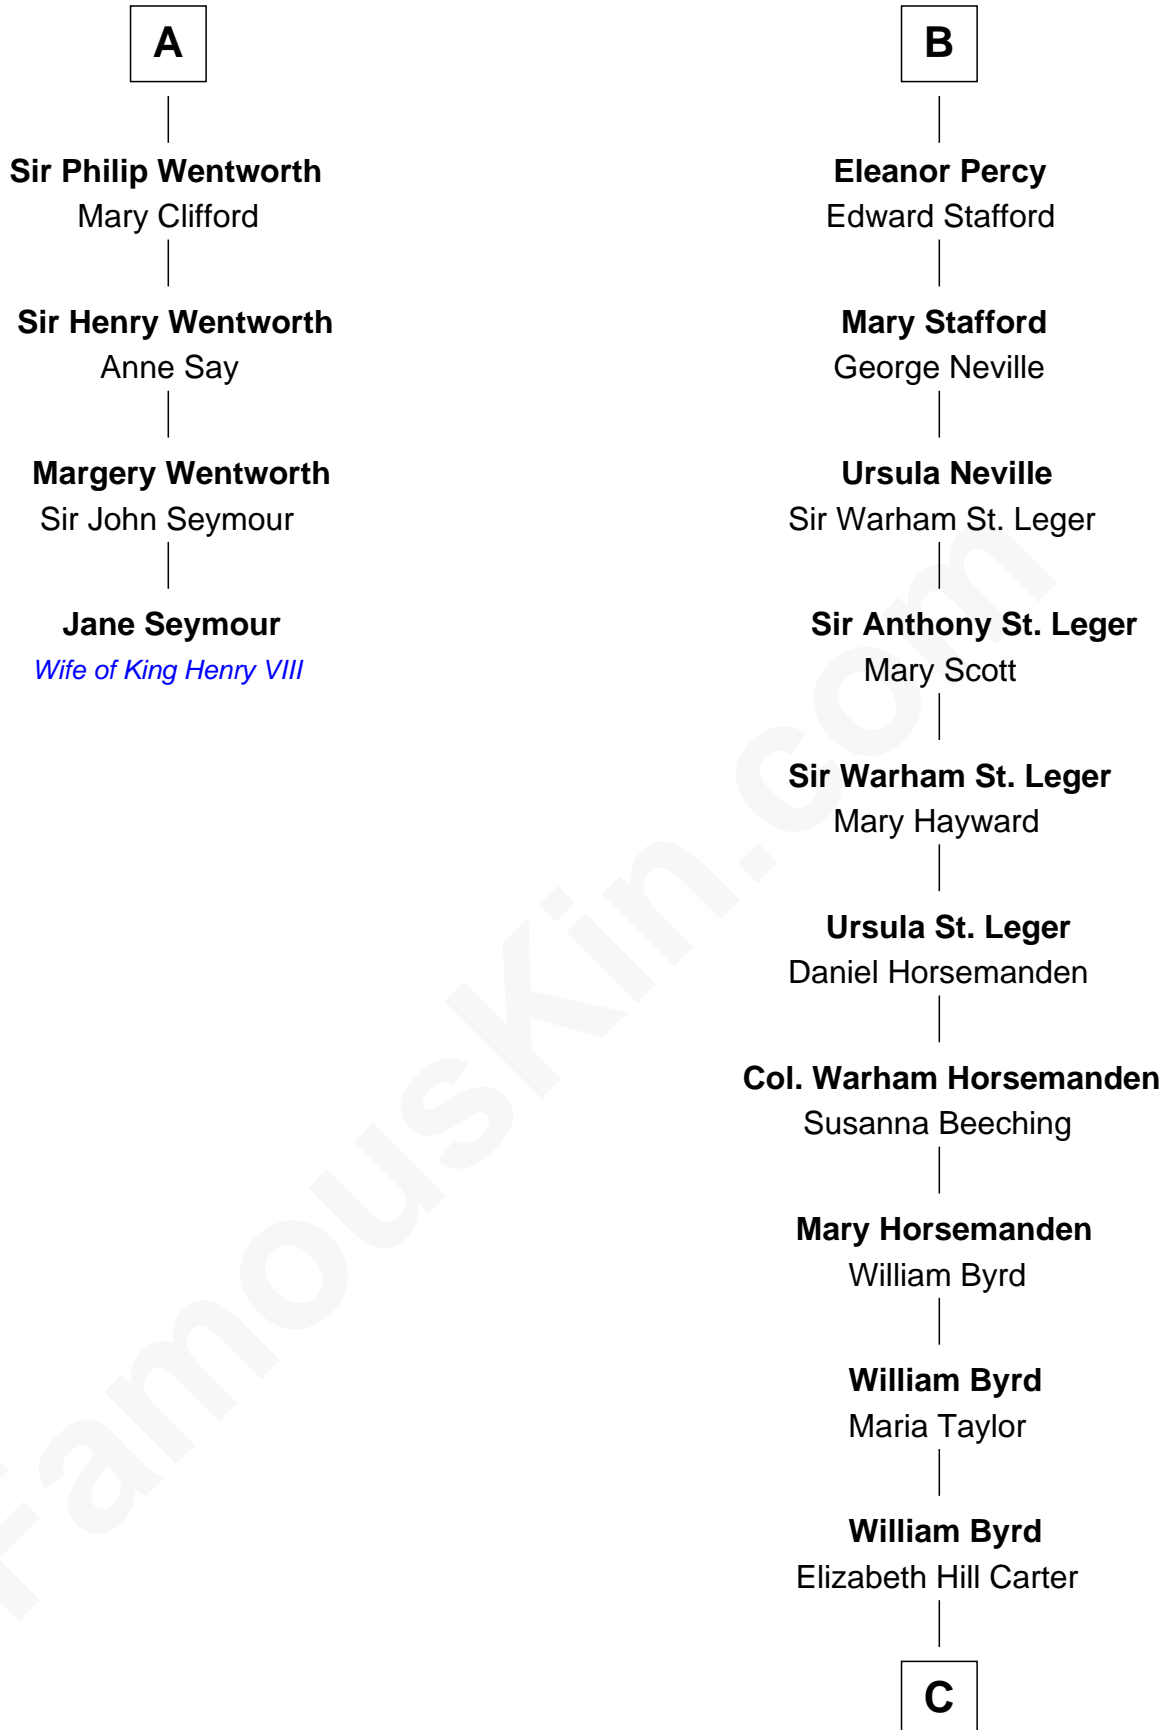 A
Sir Philip Wentworth
Mary Clifford
Sir Henry Wentworth
Anne Say
Margery Wentworth
Sir John Seymour
Jane Seymour
Wife of King Henry VIII
B
Eleanor Percy
Edward Stafford
Mary Stafford
George Neville
Ursula Neville
Sir Warham St. Leger
Sir Anthony St. Leger
Mary Scott
Sir Warham St. Leger
Mary Hayward
Ursula St. Leger
Daniel Horsemanden
Col. Warham Horsemanden
Susanna Beeching
Mary Horsemanden
William Byrd
William Byrd
Maria Taylor
William Byrd
Elizabeth Hill Carter
C
FamousKin.com